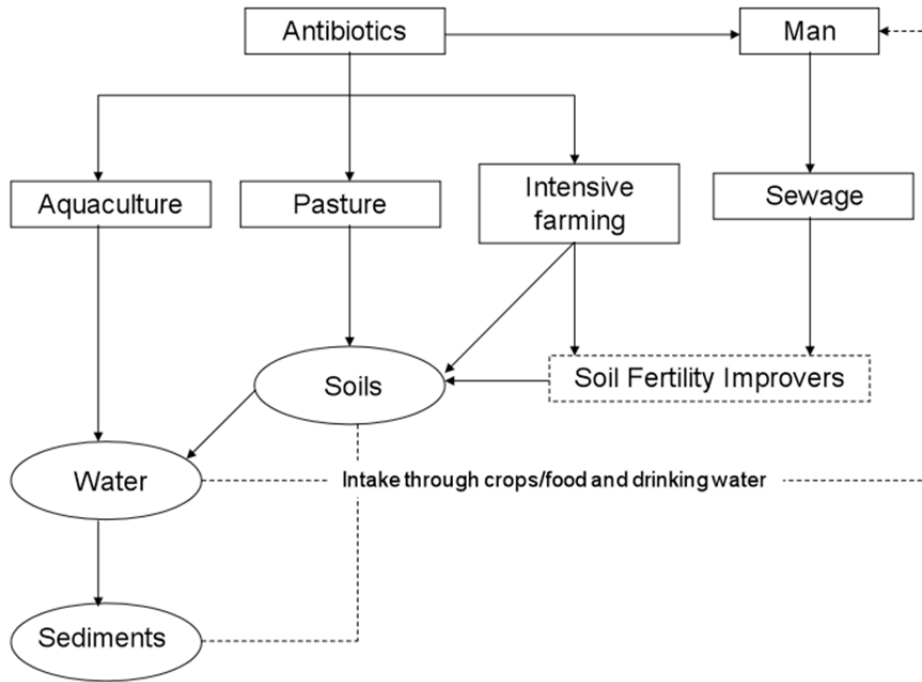 Antibiotics
Man
Aquaculture
Pasture
Intensive
farming
Sewage
Soils
Soil Fertility Improvers
Water
Intake through crops/food and drinking water
Sediments